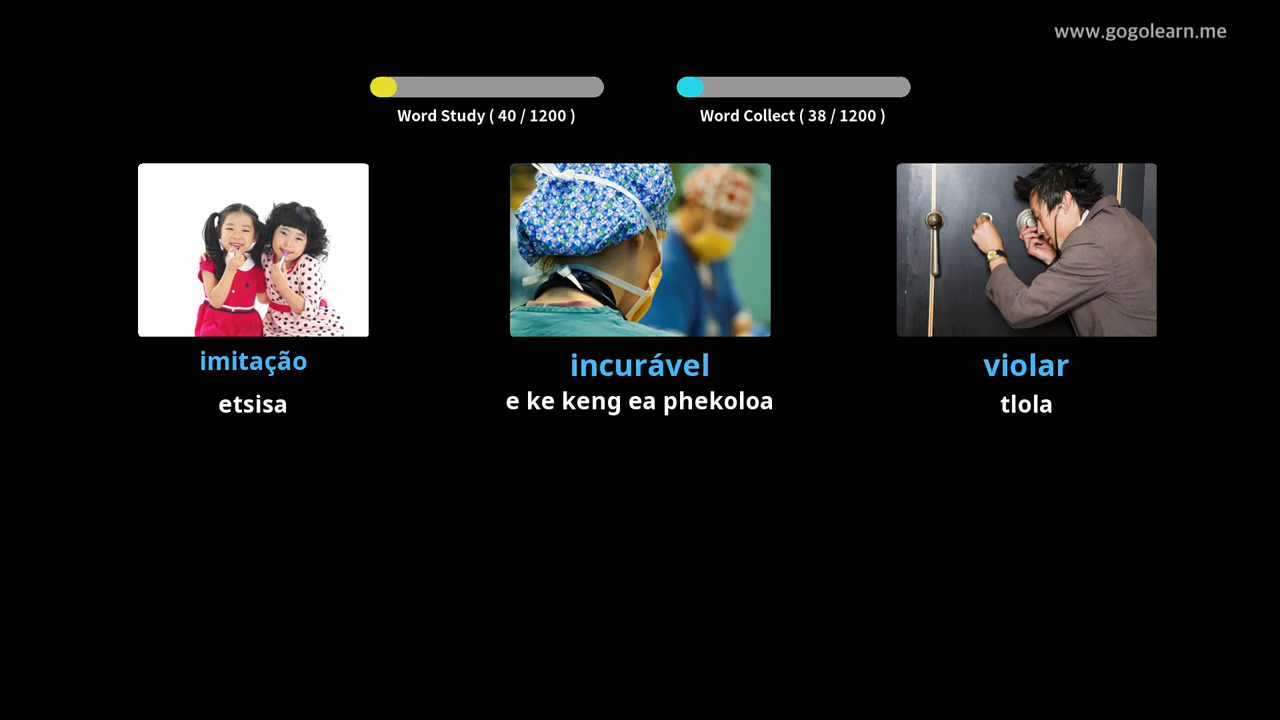 www.gogolearn.me
Word Study ( 40 / 1200 )
Word Collect ( 38 / 1200 )
imitação
etsisa
incurável
e ke keng ea phekoloa
violar
tlola